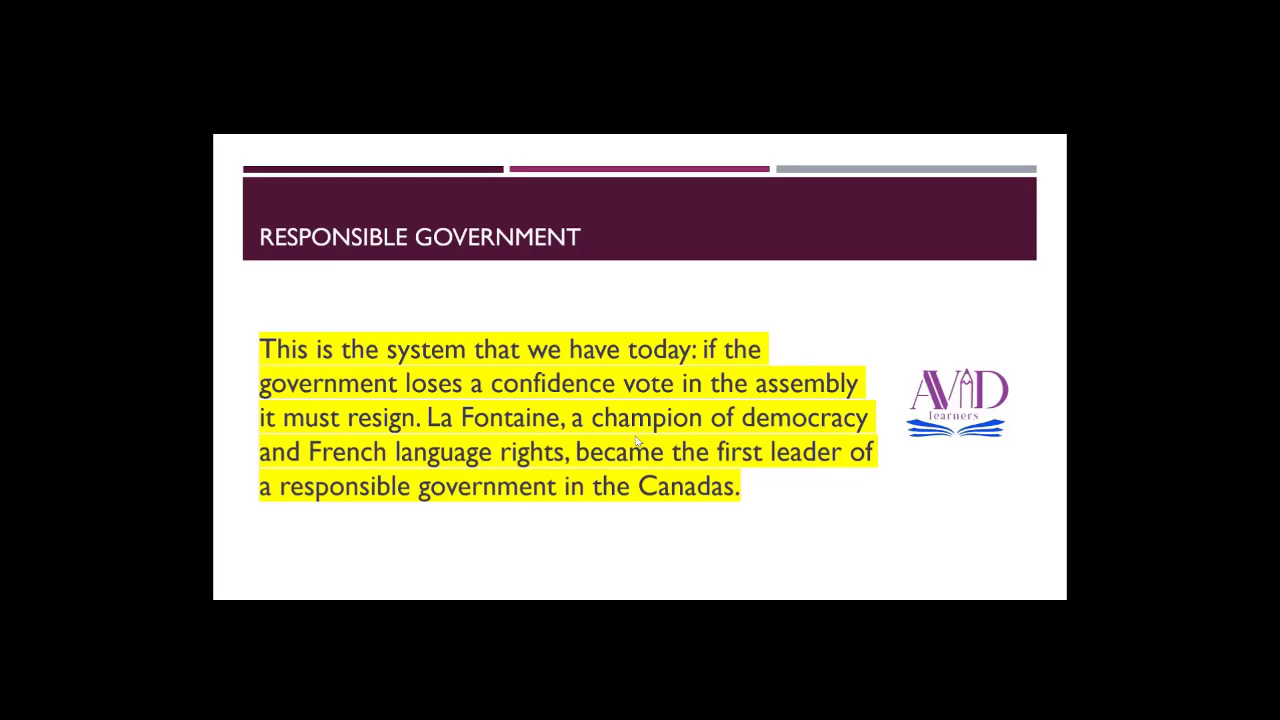 RESPONSIBLE GOVERNMENT
This is the system that we have today: if the
government loses a confidence vote in the assembly
it must resign. La Fontaine, a champion of democracy
and French language rights, became the first leader of
a responsible government in the Canadas.
AVID
learners